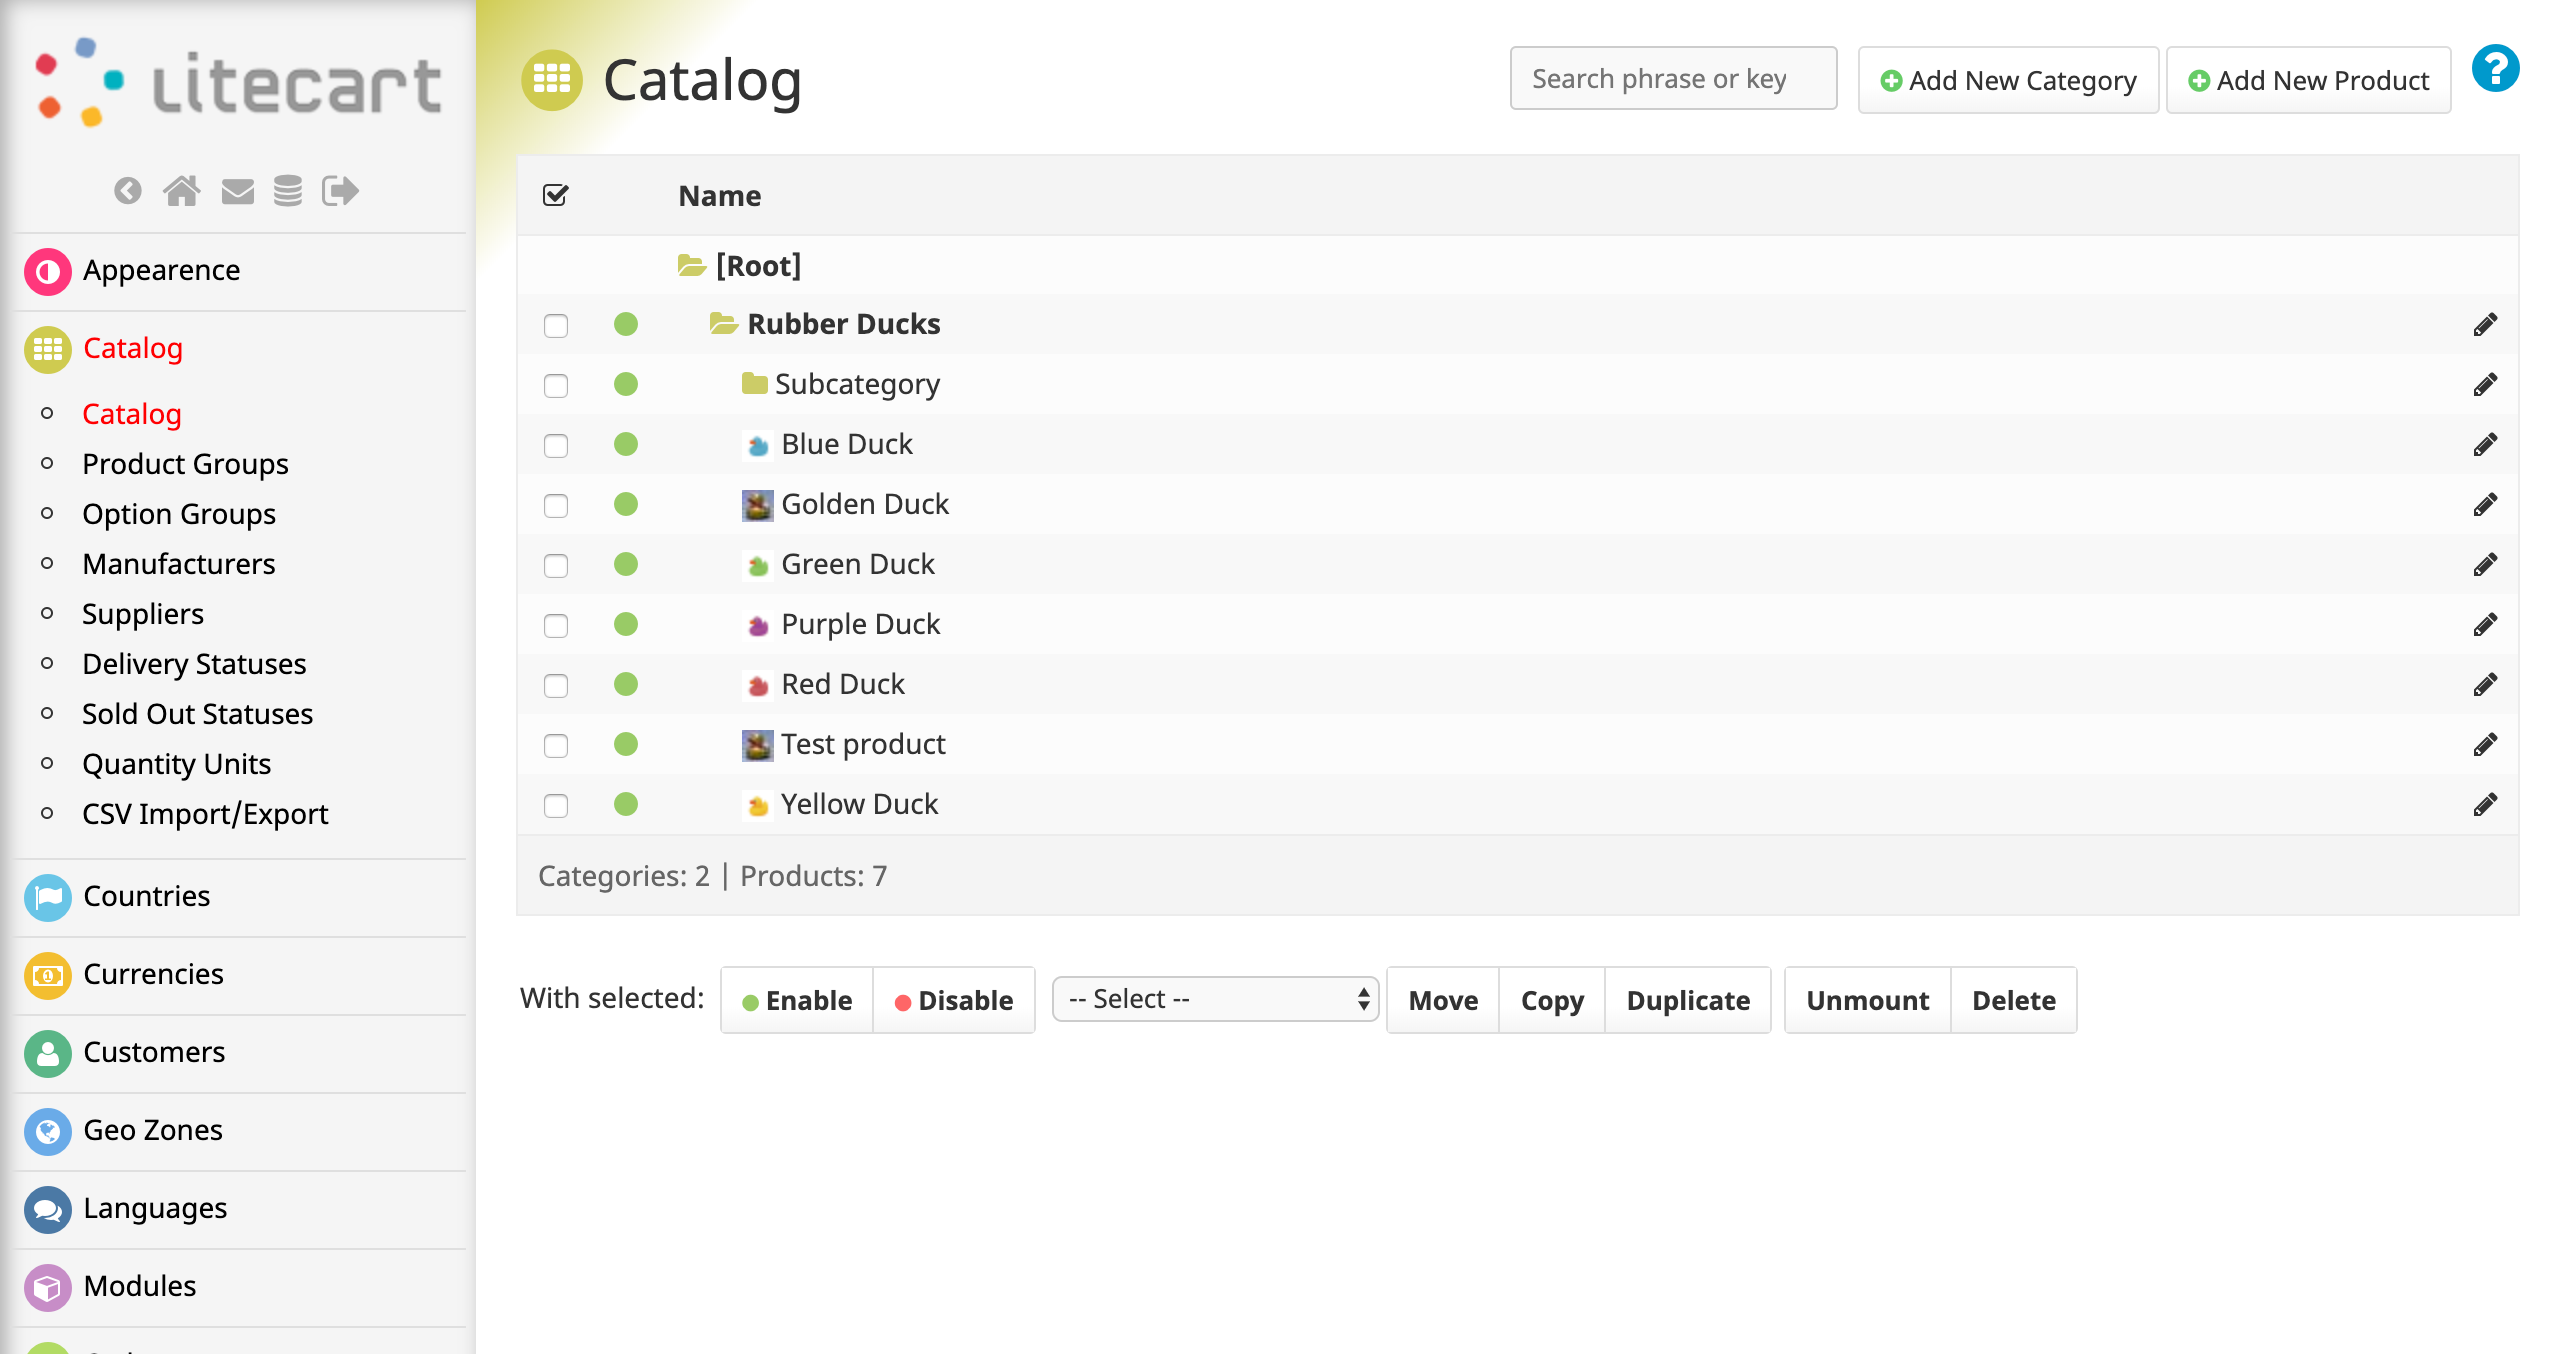 Litecart
Appearence
Catalog
Catalog
Product Groups
Option Groups
Manufacturers
Suppliers
Delivery Statuses
Sold Out Statuses
Quantity Units
CSV Import/Export
Countries
Currencies
Customers
Geo Zones
Languages
Modules
Catalog
Search phrase or key
Add New Category
Add New Product
?
Name
[Root]
Rubber Ducks
Subcategory
Blue Duck
Golden Duck
Green Duck
Purple Duck
Red Duck
Test product
Yellow Duck
Categories: 2 | Products: 7
With selected: Enable Disable -- Select -- Move Copy Duplicate Unmount Delete